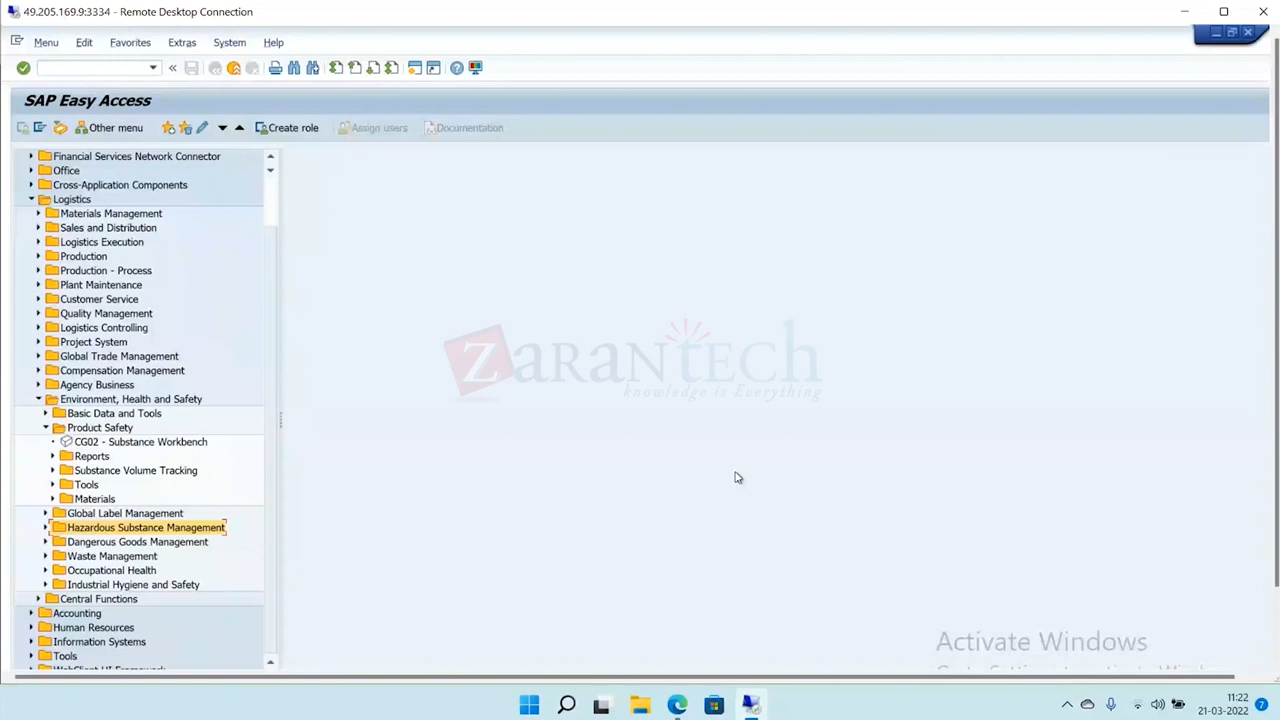 49.205.169.9:3334 - Remote Desktop Connection
Menu Edit Favorites Extras System Help
SAP Easy Access
Other menu Create role Assign users Documentation
Financial Services Network Connector
Office
Cross-Application Components
Logistics
Materials Management
Sales and Distribution
Logistics Execution
Production
Production - Process
Plant Maintenance
Customer Service
Quality Management
Logistics Controlling
Project System
Global Trade Management
Compensation Management
Agency Business
Environment, Health and Safety
Basic Data and Tools
Product Safety
CG02 - Substance Workbench
Reports
Substance Volume Tracking
Tools
Materials
Global Label Management
Hazardous Substance Management
Dangerous Goods Management
Waste Management
Occupational Health
Industrial Hygiene and Safety
Central Functions
Accounting
Human Resources
Information Systems
Tools
WebClient UI Framework
zarantech
knowledge is Everything
Activate Windows
11:22
21-03-2022
7